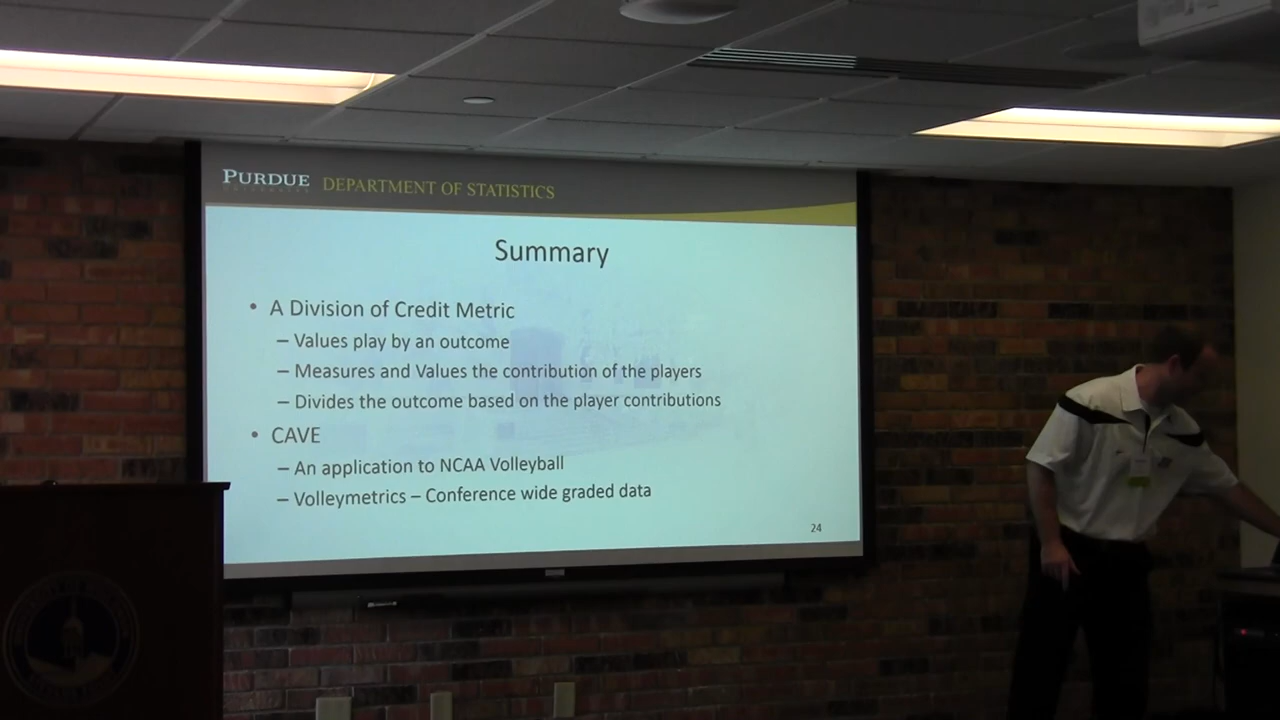 PURDUE DEPARTMENT OF STATISTICS
UNIVERSITY
Summary
• A Division of Credit Metric
– Values play by an outcome
– Measures and Values the contribution of the players
– Divides the outcome based on the player contributions
• CAVE
– An application to NCAA Volleyball
– Volleymetrics – Conference wide graded data
24